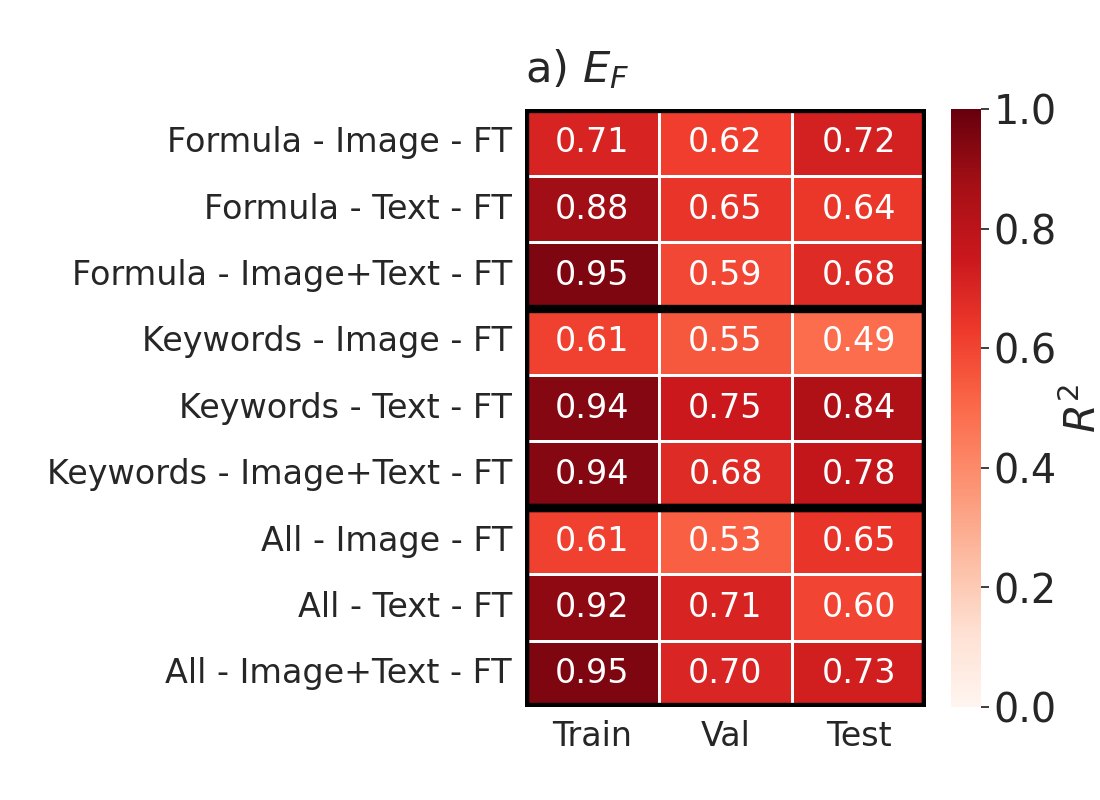 a) E_F
Formula - Image - FT 0.71 0.62 0.72
Formula - Text - FT 0.88 0.65 0.64
Formula - Image+Text - FT 0.95 0.59 0.68
Keywords - Image - FT 0.61 0.55 0.49
Keywords - Text - FT 0.94 0.75 0.84
Keywords - Image+Text - FT 0.94 0.68 0.78
All - Image - FT 0.61 0.53 0.65
All - Text - FT 0.92 0.71 0.60
All - Image+Text - FT 0.95 0.70 0.73
Train Val Test
1.0
0.8
0.6
0.4
0.2
0.0
R²